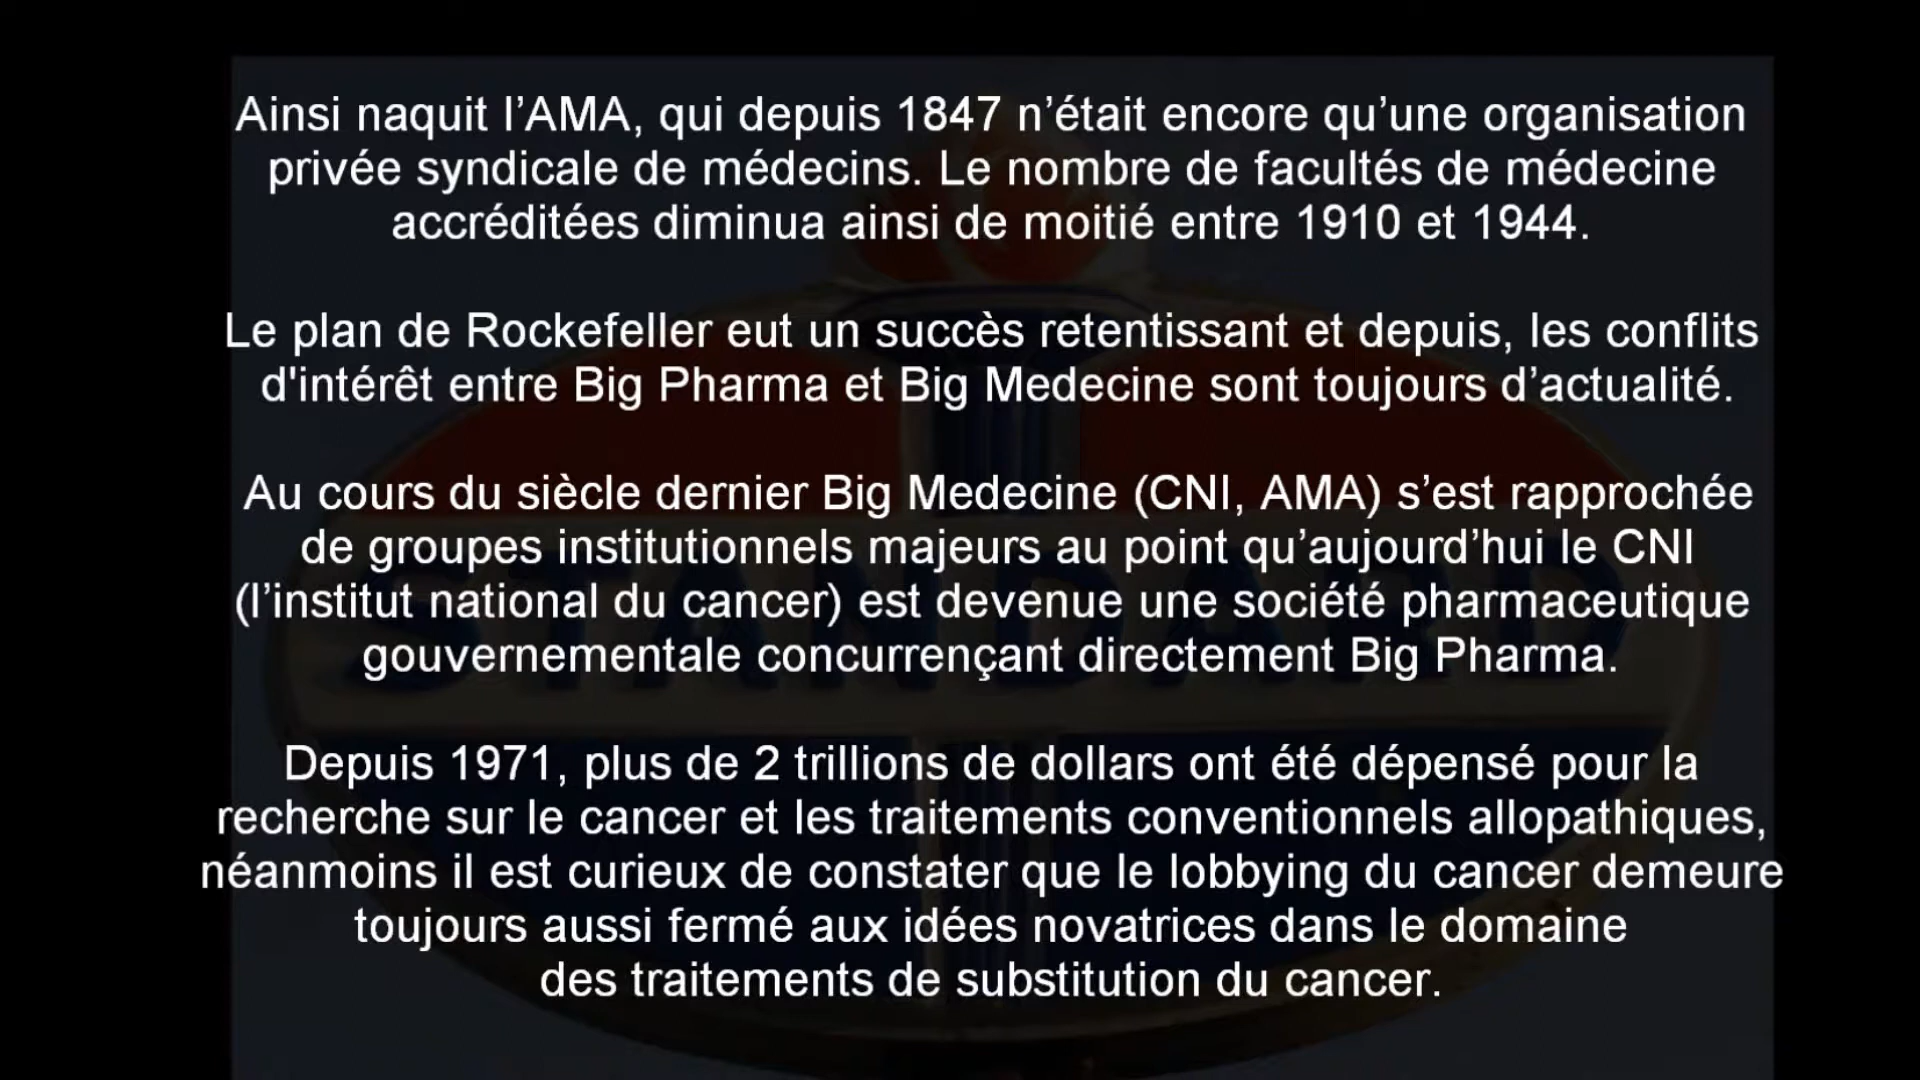 Ainsi naquit l’AMA, qui depuis 1847 n’était encore qu’une organisation
privée syndicale de médecins. Le nombre de facultés de médecine
accréditées diminua ainsi de moitié entre 1910 et 1944.
Le plan de Rockefeller eut un succès retentissant et depuis, les conflits
d'intérêt entre Big Pharma et Big Medecine sont toujours d’actualité.
Au cours du siècle dernier Big Medecine (CNI, AMA) s’est rapprochée
de groupes institutionnels majeurs au point qu’aujourd’hui le CNI
(l’institut national du cancer) est devenue une société pharmaceutique
gouvernementale concurrençant directement Big Pharma.
Depuis 1971, plus de 2 trillions de dollars ont été dépensé pour la
recherche sur le cancer et les traitements conventionnels allopathiques,
néanmoins il est curieux de constater que le lobbying du cancer demeure
toujours aussi fermé aux idées novatrices dans le domaine
des traitements de substitution du cancer.
STANDARD